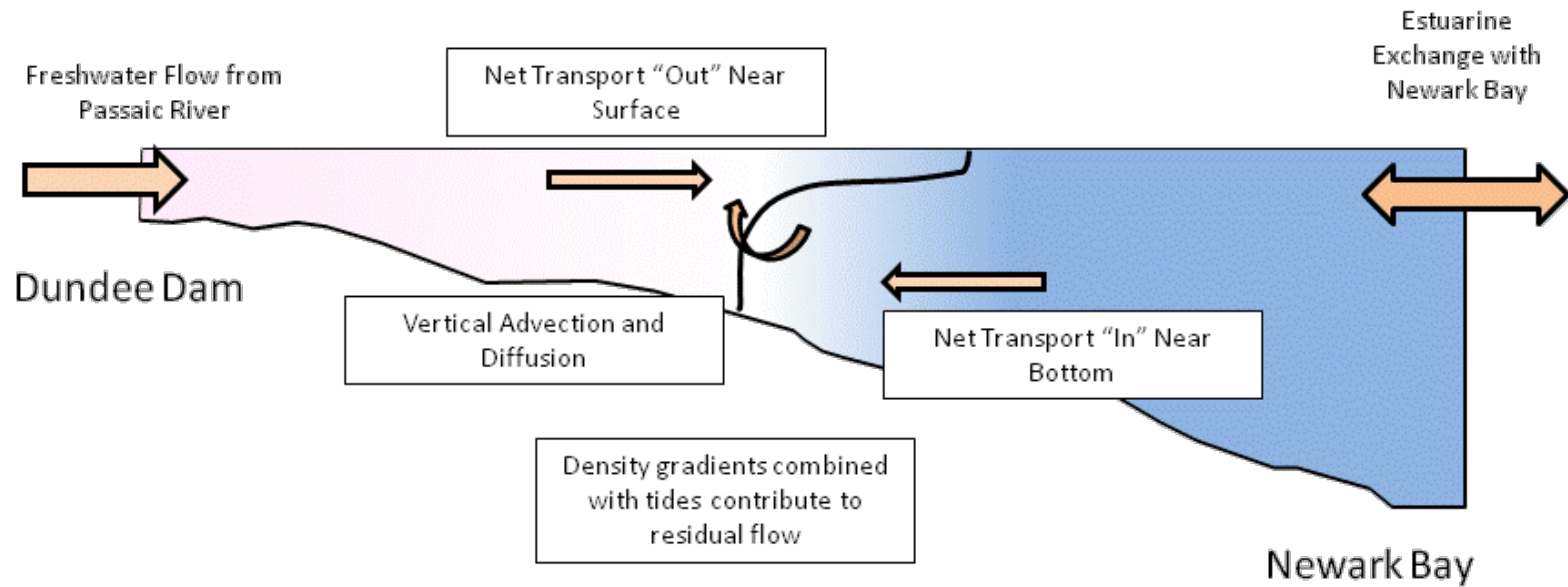 Freshwater Flow from
Passaic River
Net Transport “Out” Near
Surface
Estuarine
Exchange with
Newark Bay
Dundee Dam
Vertical Advection and
Diffusion
Net Transport “In” Near
Bottom
Density gradients combined
with tides contribute to
residual flow
Newark Bay